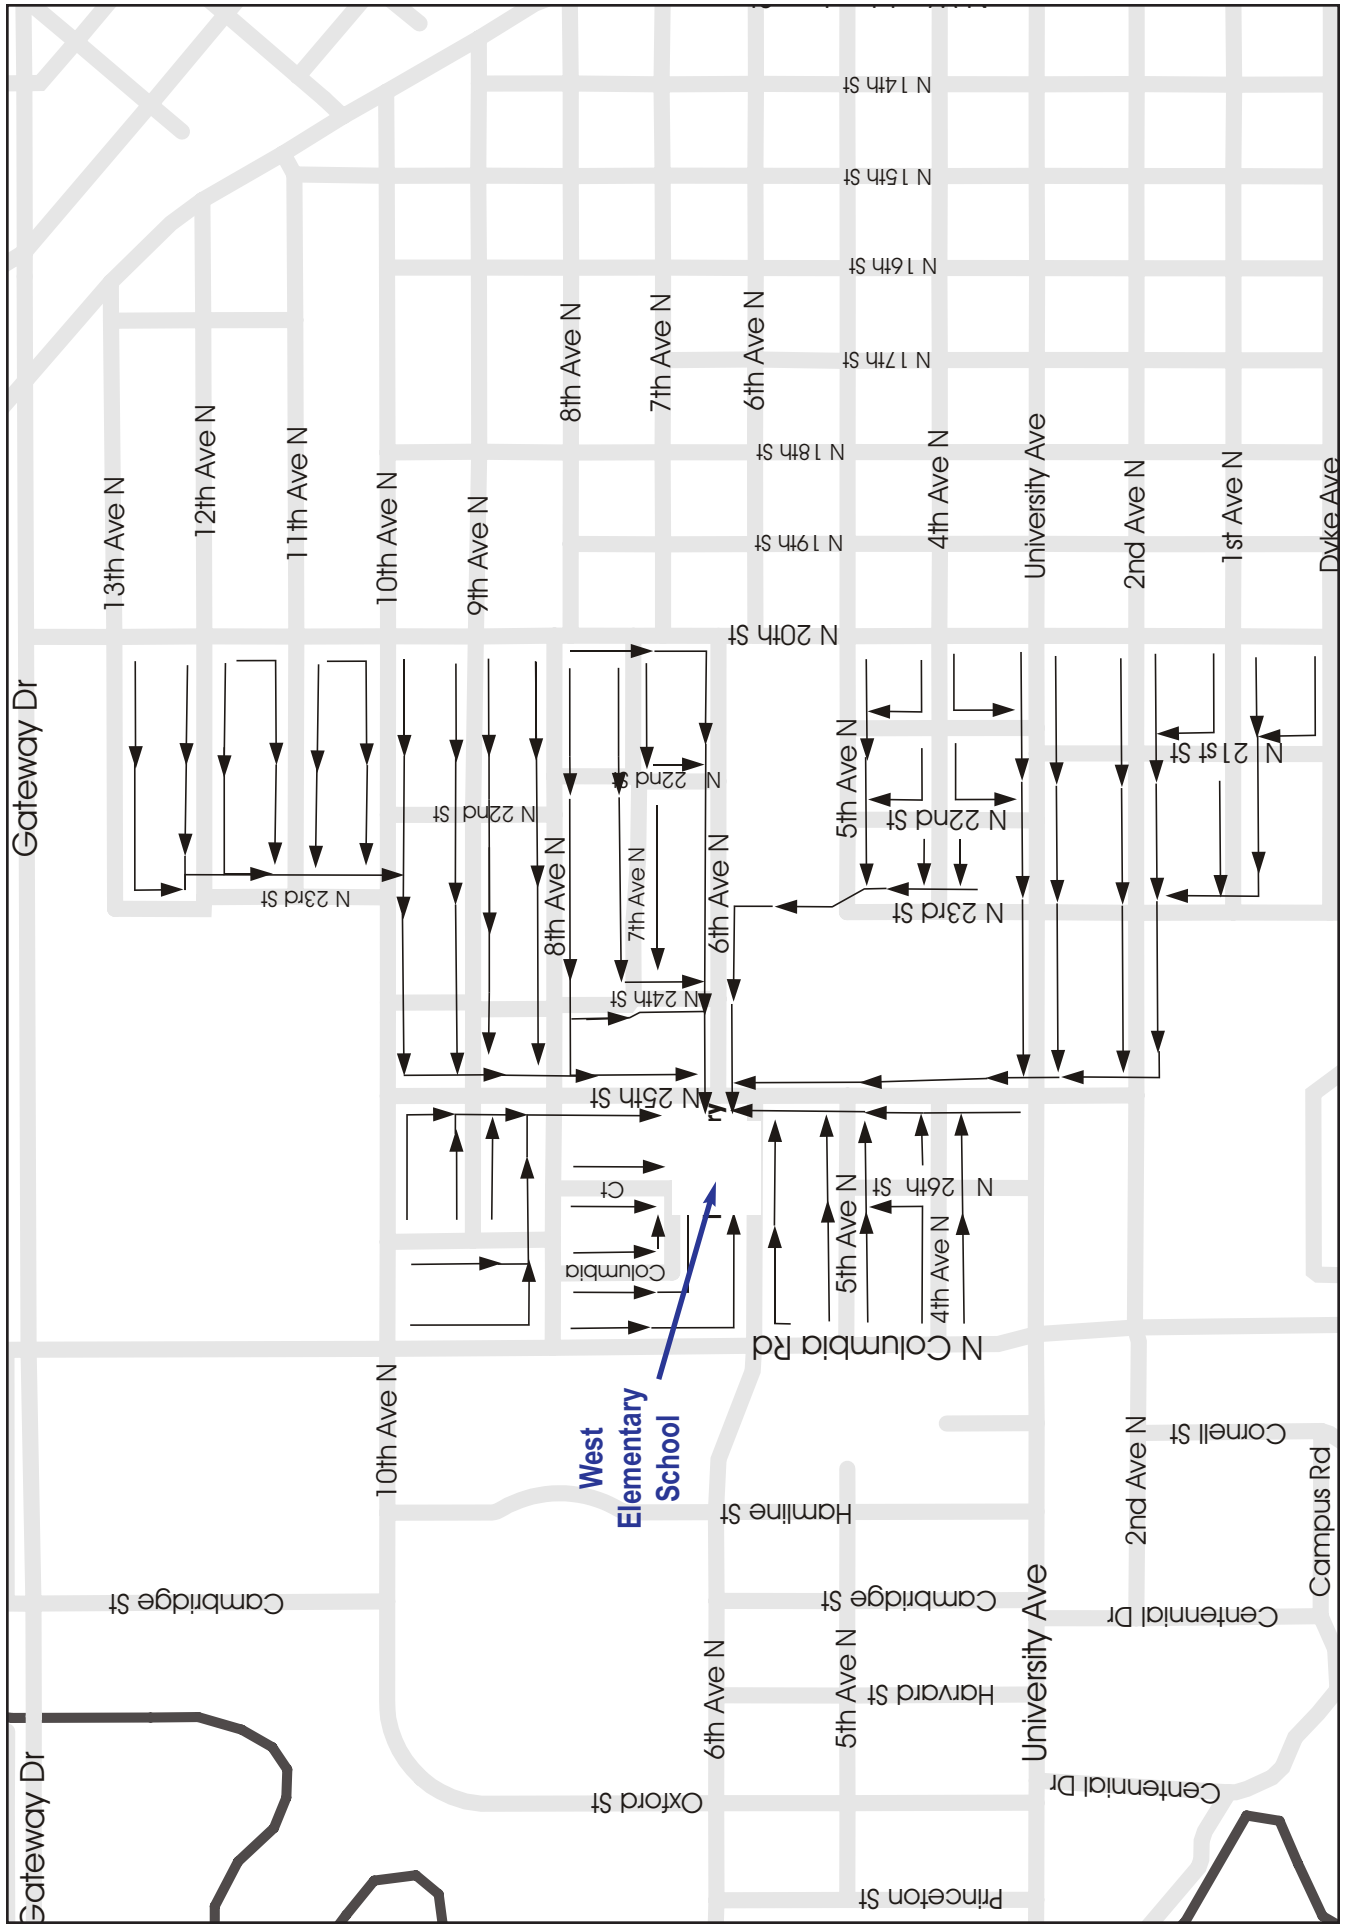 N 14th St
N 15th St
N 16th St
8th Ave N
7th Ave N
6th Ave N
N 17th St
12th Ave N
11th Ave N
13th Ave N
10th Ave N
9th Ave N
N 18th St
4th Ave N
University Ave
2nd Ave N
1st Ave N
Dyke Ave
N 19th St
N 20th St
Gateway Dr
N 22nd St
N 22nd St
5th Ave N
N 21st St
N 22nd St
8th Ave N
7th Ave N
6th Ave N
N 23rd St
N 23rd St
N 24th St
N 25th St
ry
Ct
Columbia
5th Ave N
N 26th St
4th Ave N
N Columbia Rd
West
Elementary
School
10th Ave N
2nd Ave N
Cornell St
Campus Rd
Hamline St
Cambridge St
Cambridge St
Centennial Dr
University Ave
6th Ave N
5th Ave N
Harvard St
Gateway Dr
Oxford St
Centennial Dr
Princeton St